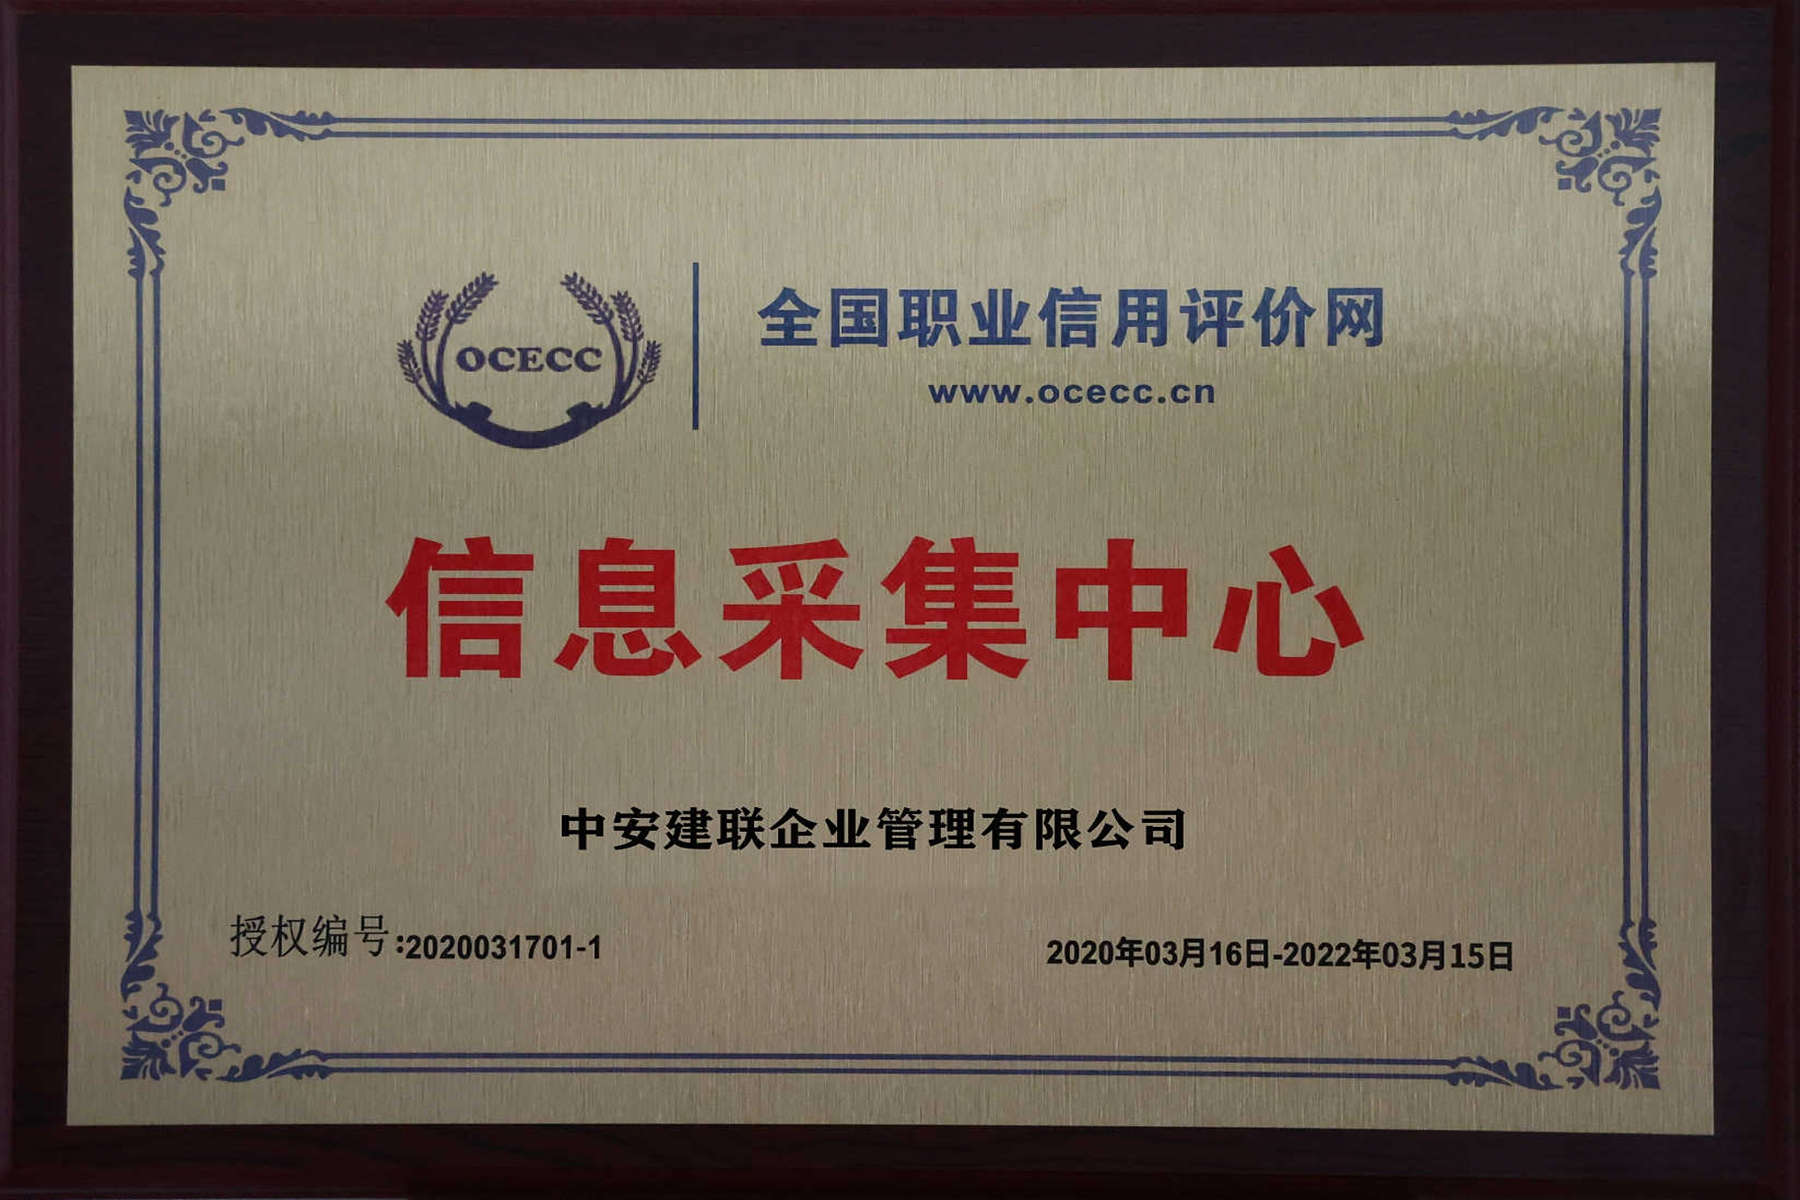 OCECC
全国职业信用评价网
www.ocecc.cn
信息采集中心
中安建联企业管理有限公司
授权编号:2020031701-1
2020年03月16日-2022年03月15日